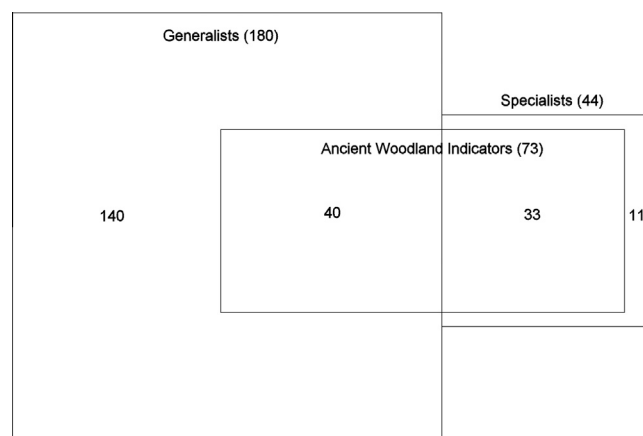 Generalists (180)
Specialists (44)
Ancient Woodland Indicators (73)
140
40
33
11